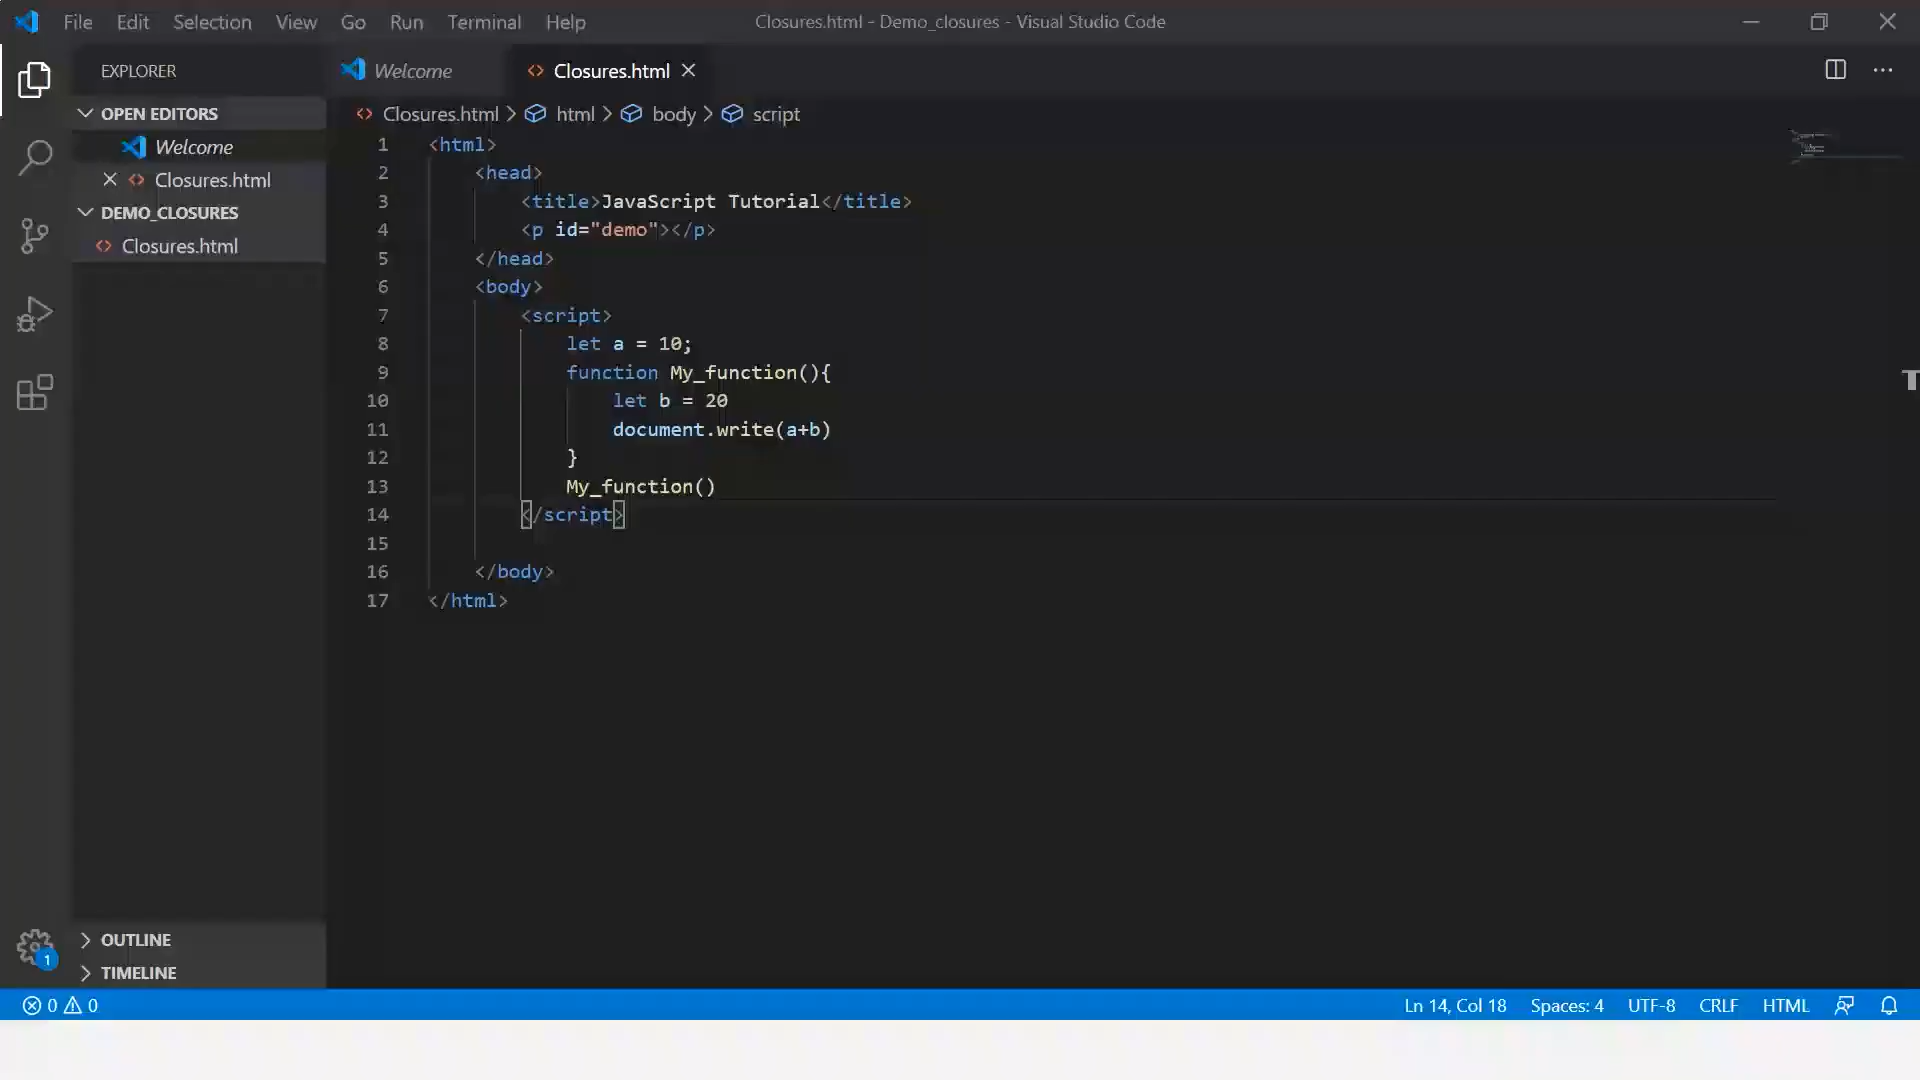 File Edit Selection View Go Run Terminal Help
Closures.html - Demo_closures - Visual Studio Code
EXPLORER
OPEN EDITORS
Welcome
Closures.html
DEMO_CLOSURES
Closures.html
OUTLINE
TIMELINE
Welcome
Closures.html
Closures.html > html > body > script
1 <html>
2 <head>
3 <title>JavaScript Tutorial</title>
4 <p id="demo"></p>
5 </head>
6 <body>
7 <script>
8 let a = 10;
9 function My_function(){
10 let b = 20
11 document.write(a+b)
12 }
13 My_function()
14 </script>
15
16 </body>
17 </html>
1
0 0
Ln 14, Col 18 Spaces: 4 UTF-8 CRLF HTML
T